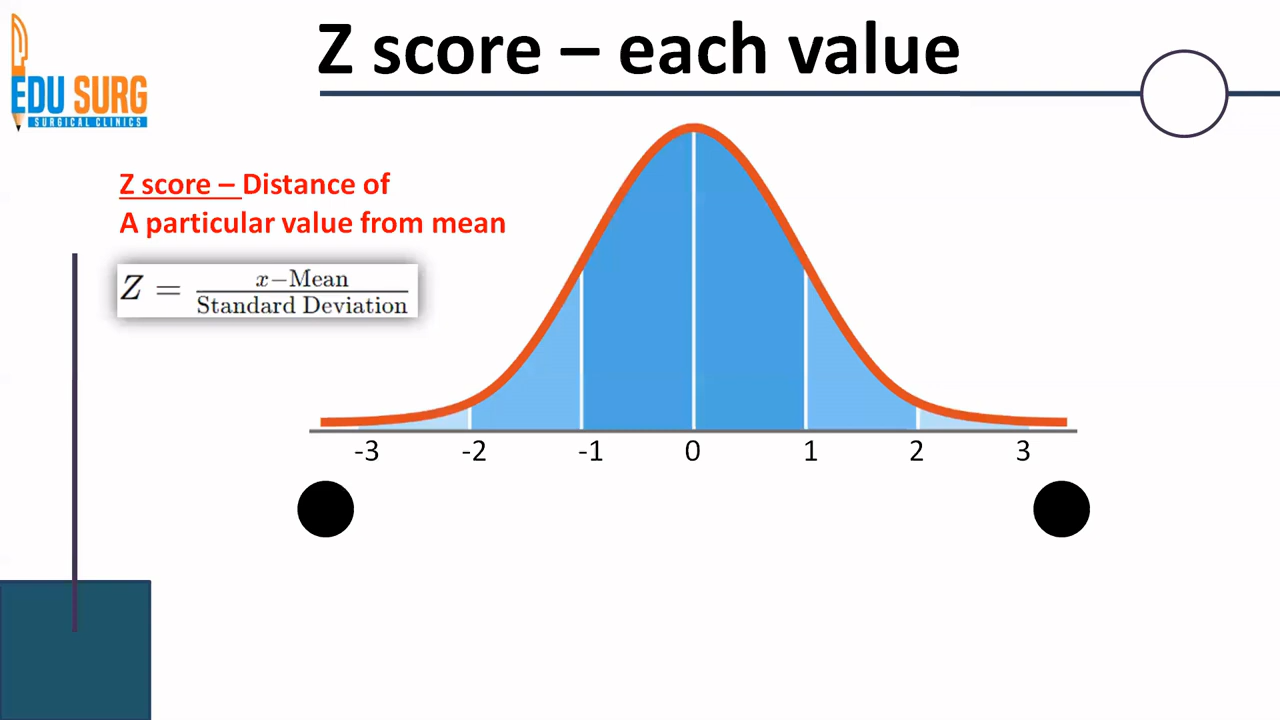 Z score – each value
EDU SURG
SURGICAL CLINICS
Z score – Distance of
A particular value from mean
Z = x−Mean
Standard Deviation
-3 -2 -1 0 1 2 3